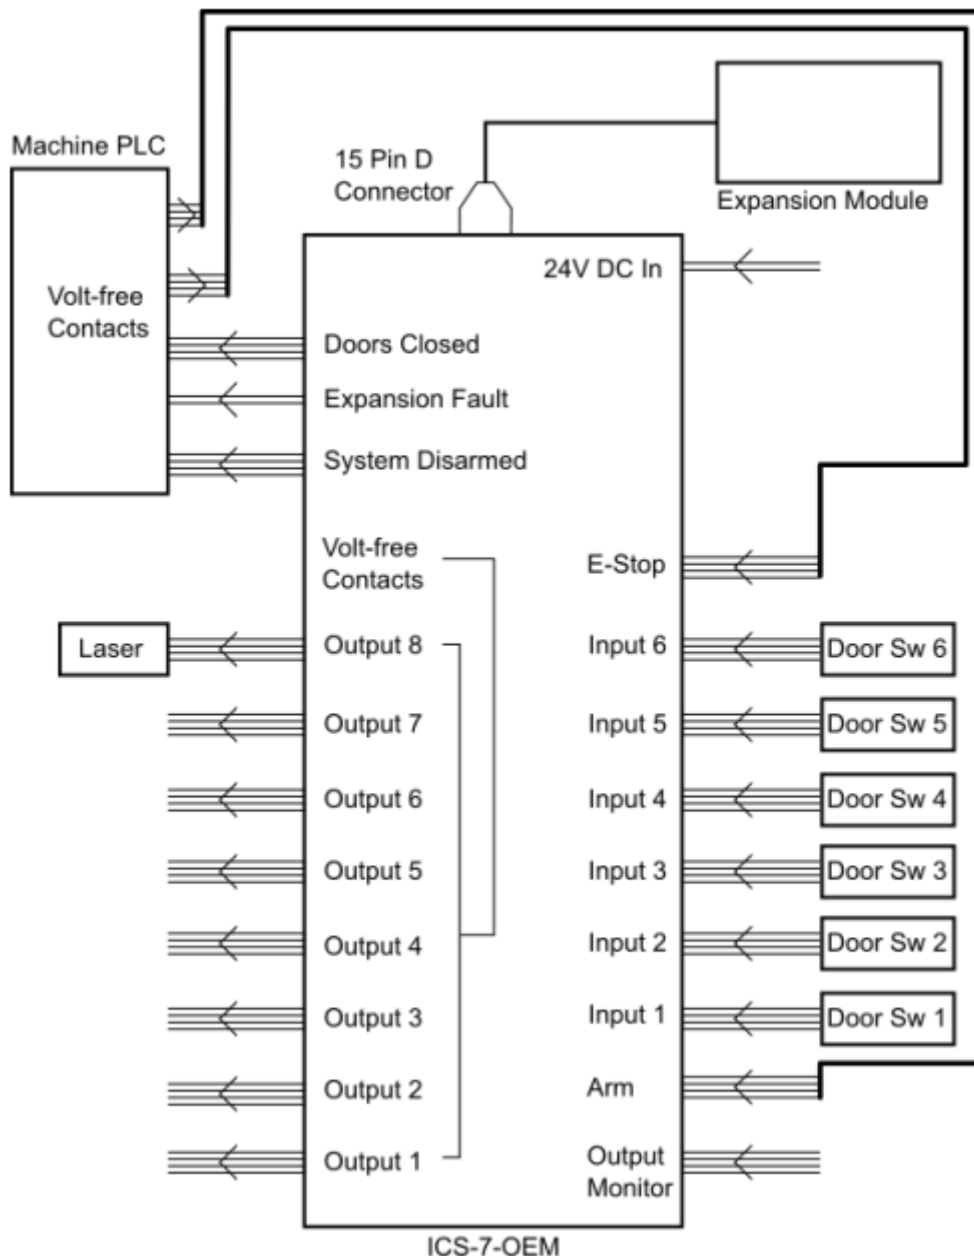 Machine PLC
Volt-free
Contacts
15 Pin D
Connector
Expansion Module
24V DC In
Doors Closed
Expansion Fault
System Disarmed
Volt-free
Contacts
E-Stop
Laser
Output 8
Input 6
Door Sw 6
Output 7
Input 5
Door Sw 5
Output 6
Input 4
Door Sw 4
Output 5
Input 3
Door Sw 3
Output 4
Input 2
Door Sw 2
Output 3
Input 1
Door Sw 1
Output 2
Arm
Output 1
Output
Monitor
ICS-7-OEM